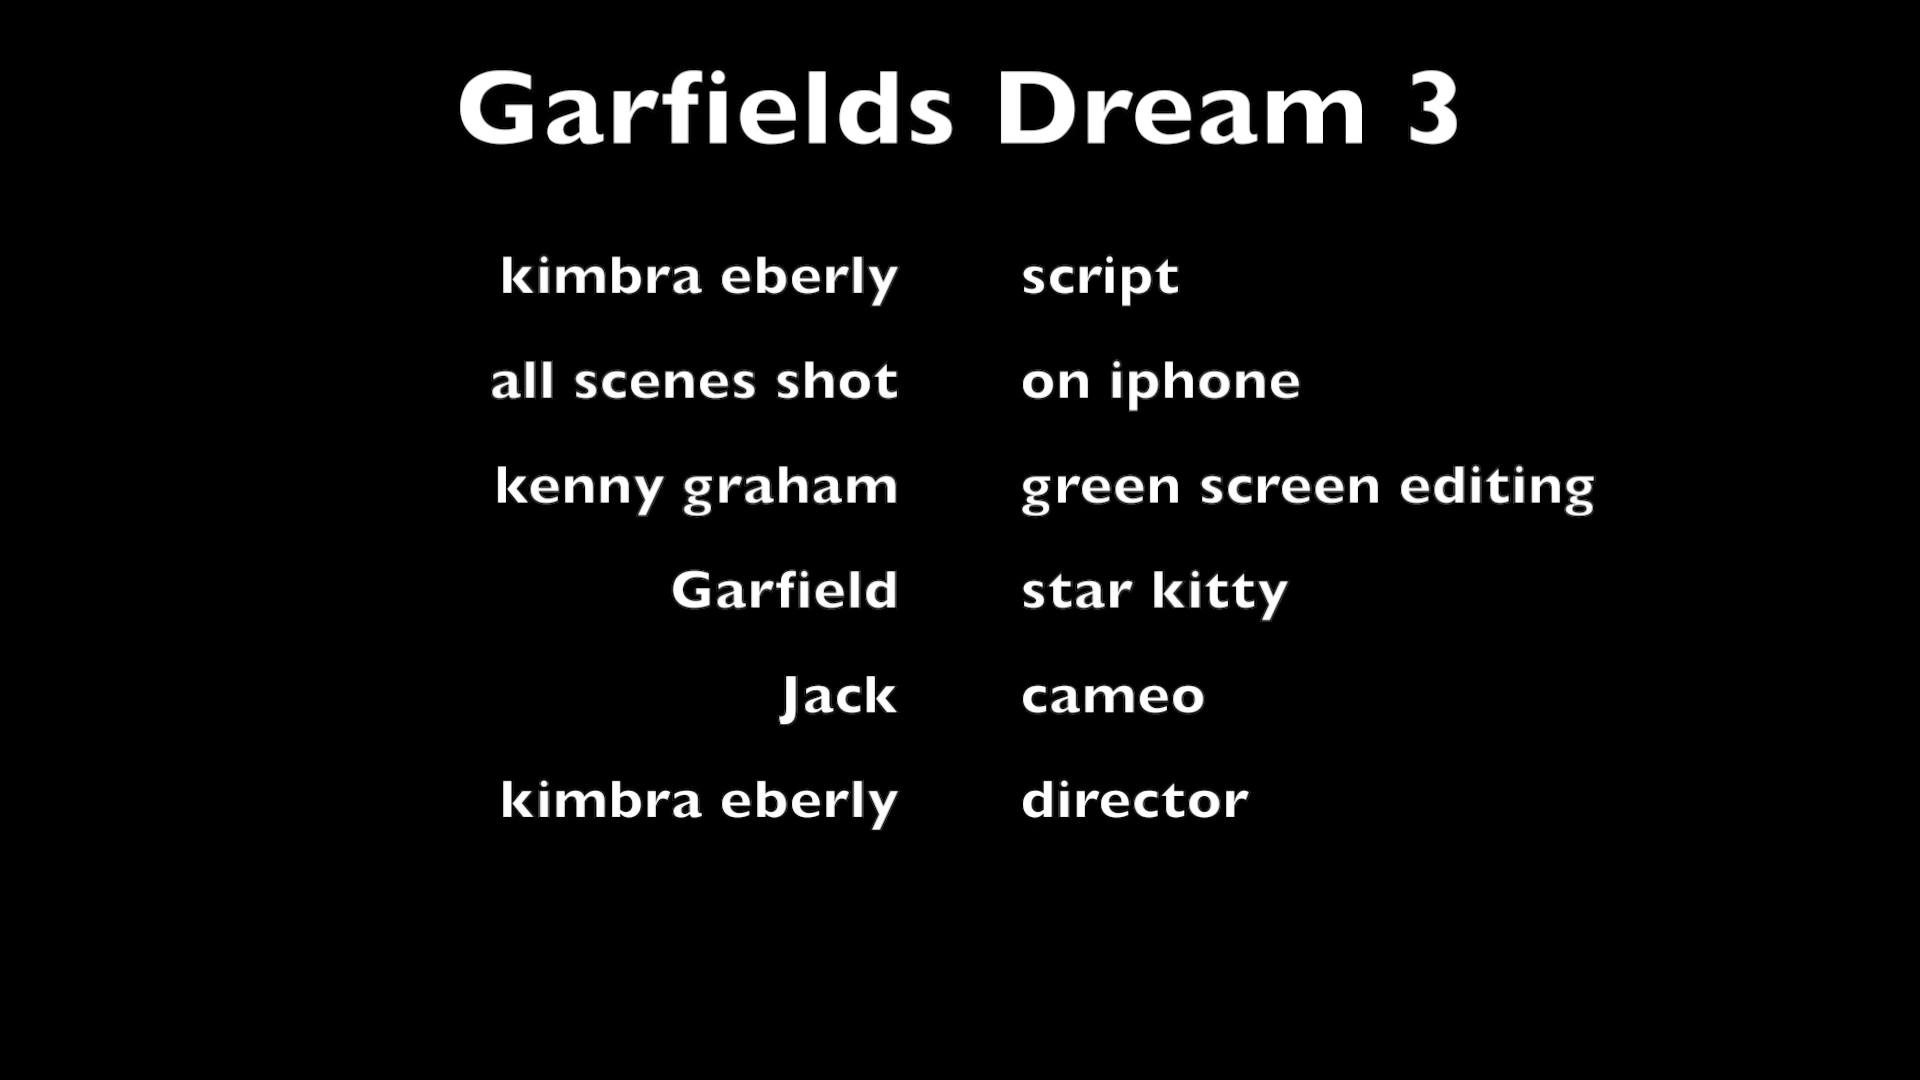 Garfields Dream 3
kimbra eberly script
all scenes shot on iphone
kenny graham green screen editing
Garfield star kitty
Jack cameo
kimbra eberly director